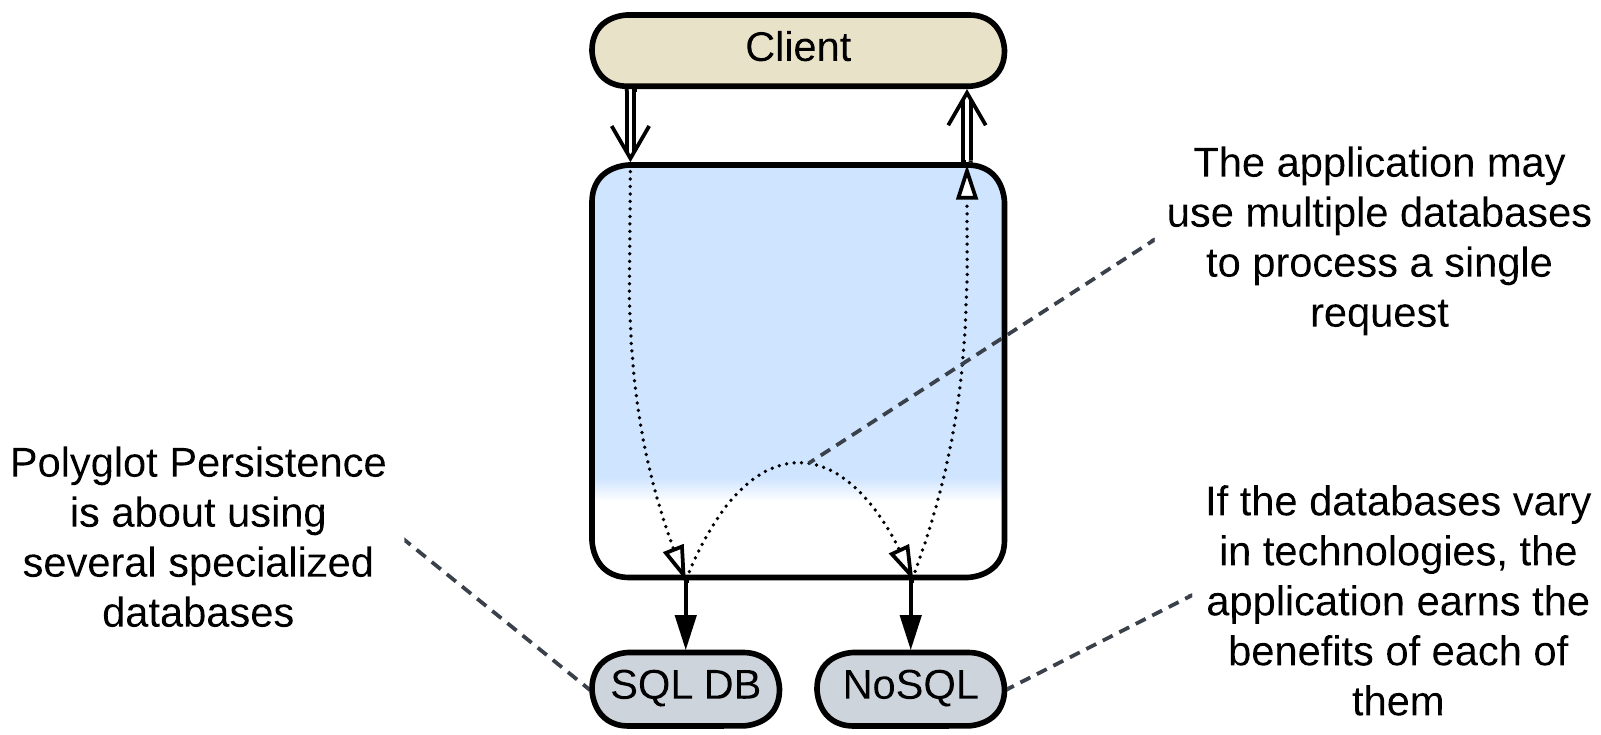 Client
The application may
use multiple databases
to process a single
request
Polyglot Persistence
is about using
several specialized
databases
If the databases vary
in technologies, the
application earns the
benefits of each of
them
SQL DB
NoSQL